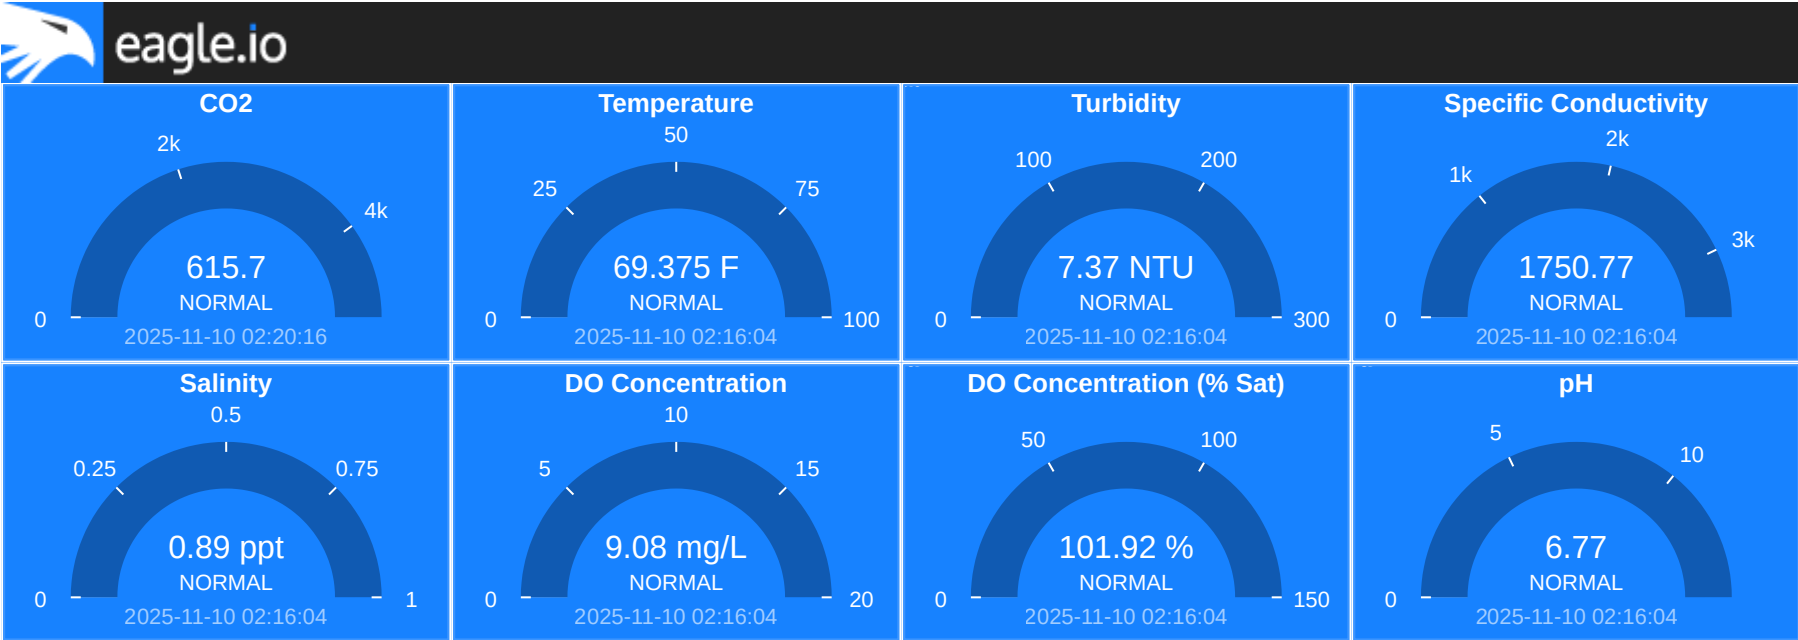 eagle.io
CO2
2k
4k
615.7
NORMAL
0
2025-11-10 02:20:16
Temperature
50
25
75
69.375 F
NORMAL
0
100
2025-11-10 02:16:04
Turbidity
100
200
7.37 NTU
NORMAL
0
300
2025-11-10 02:16:04
Specific Conductivity
2k
1k
3k
1750.77
NORMAL
0
2025-11-10 02:16:04
Salinity
0.5
0.25
0.75
0.89 ppt
NORMAL
0
1
2025-11-10 02:16:04
DO Concentration
10
5
15
9.08 mg/L
NORMAL
0
20
2025-11-10 02:16:04
DO Concentration (% Sat)
50
100
101.92 %
NORMAL
0
150
2025-11-10 02:16:04
pH
5
10
6.77
NORMAL
0
2025-11-10 02:16:04